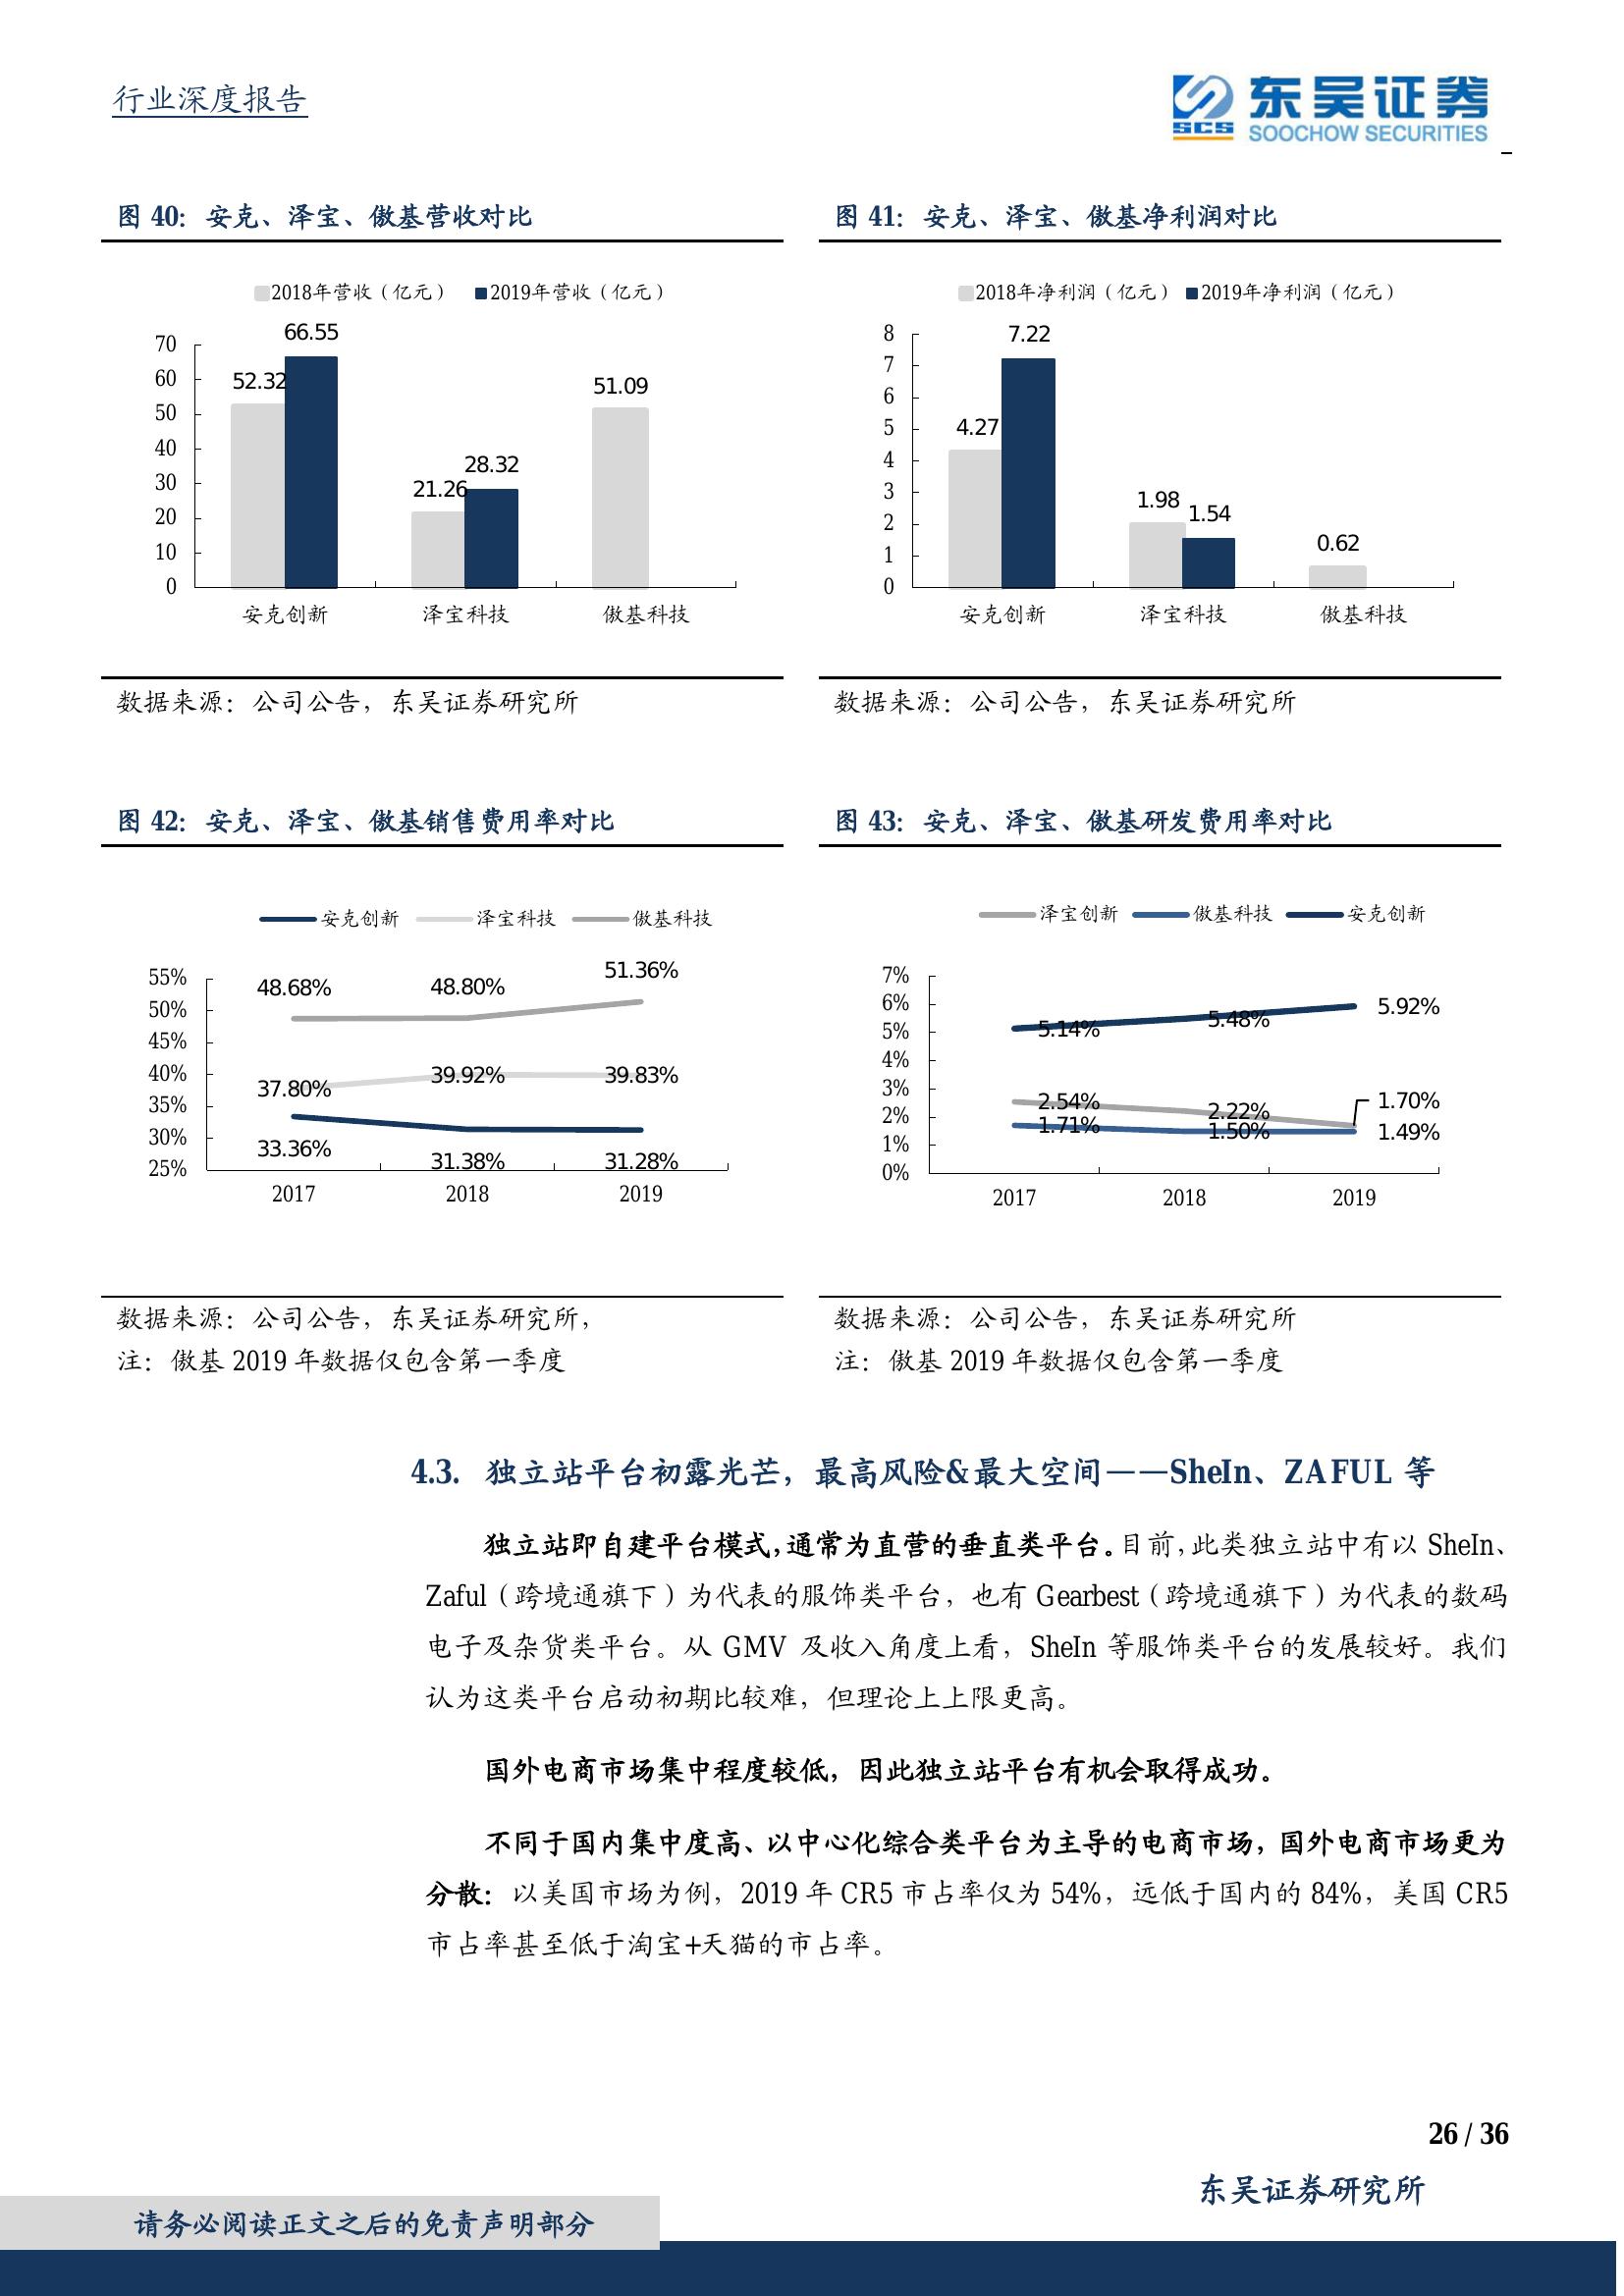 行业深度报告
SCS
东吴证券
SOOCHOW SECURITIES
图 40：安克、泽宝、傲基营收对比
2018年营收（亿元） 2019年营收（亿元）
70
60
50
40
30
20
10
0
52.32
66.55
21.26
28.32
51.09
安克创新 泽宝科技 傲基科技
数据来源：公司公告，东吴证券研究所
图 41：安克、泽宝、傲基净利润对比
2018年净利润（亿元） 2019年净利润（亿元）
8
7
6
5
4
3
2
1
0
4.27
7.22
1.98
1.54
0.62
安克创新 泽宝科技 傲基科技
数据来源：公司公告，东吴证券研究所
图 42：安克、泽宝、傲基销售费用率对比
安克创新 泽宝科技 傲基科技
55%
50%
45%
40%
35%
30%
25%
48.68% 48.80% 51.36%
37.80% 39.92% 39.83%
33.36% 31.38% 31.28%
2017 2018 2019
数据来源：公司公告，东吴证券研究所，
注：傲基 2019 年数据仅包含第一季度
图 43：安克、泽宝、傲基研发费用率对比
泽宝创新 傲基科技 安克创新
7%
6%
5%
4%
3%
2%
1%
0%
5.14% 5.48% 5.92%
2.54% 2.22% 1.70%
1.71% 1.50% 1.49%
2017 2018 2019
数据来源：公司公告，东吴证券研究所
注：傲基 2019 年数据仅包含第一季度
4.3. 独立站平台初露光芒，最高风险&最大空间——SheIn、ZAFUL 等
独立站即自建平台模式，通常为直营的垂直类平台。目前，此类独立站中有以 SheIn、
Zaful（跨境通旗下）为代表的服饰类平台，也有 Gearbest（跨境通旗下）为代表的数码
电子及杂货类平台。从 GMV 及收入角度上看，SheIn 等服饰类平台的发展较好。我们
认为这类平台启动初期比较难，但理论上上限更高。
国外电商市场集中程度较低，因此独立站平台有机会取得成功。
不同于国内集中度高、以中心化综合类平台为主导的电商市场，国外电商市场更为
分散：以美国市场为例，2019 年 CR5 市占率仅为 54%，远低于国内的 84%，美国 CR5
市占率甚至低于淘宝+天猫的市占率。
26 / 36
东吴证券研究所
请务必阅读正文之后的免责声明部分